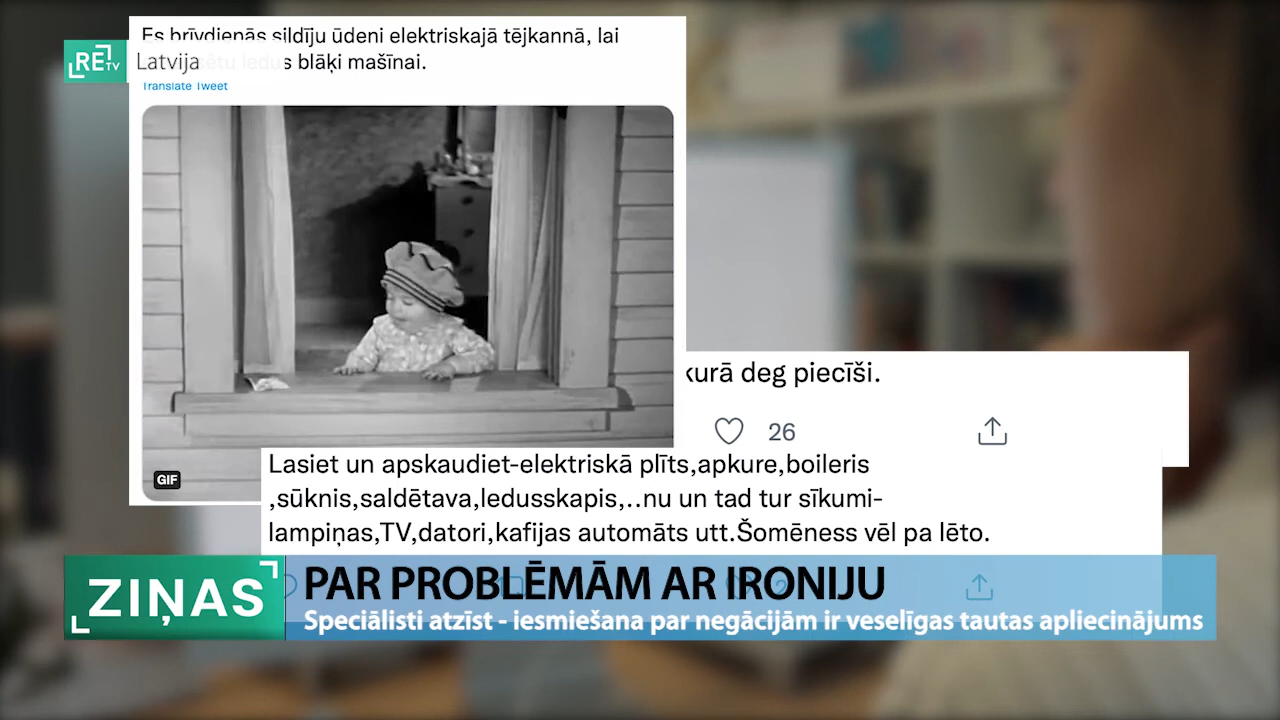 Es brīvdienās sildīju ūdeni elektriskajā tējkannā, lai
blāķi mašīnai.
RE TV
Latvija
Translate Tweet
GIF
kurā deg piecīši.
26
Lasiet un apskaudiet-elektriskā plīts,apkure,boileris
,sūknis,saldētava,ledusskapis,..nu un tad tur sīkumi-
lampiņas,TV,datori,kafijas automāts utt.Šomēness vēl pa lēto.
ZIŅAS
PAR PROBLĒMĀM AR IRONIJU
Speciālisti atzīst - iesmiešana par negācijām ir veselīgas tautas apliecinājums